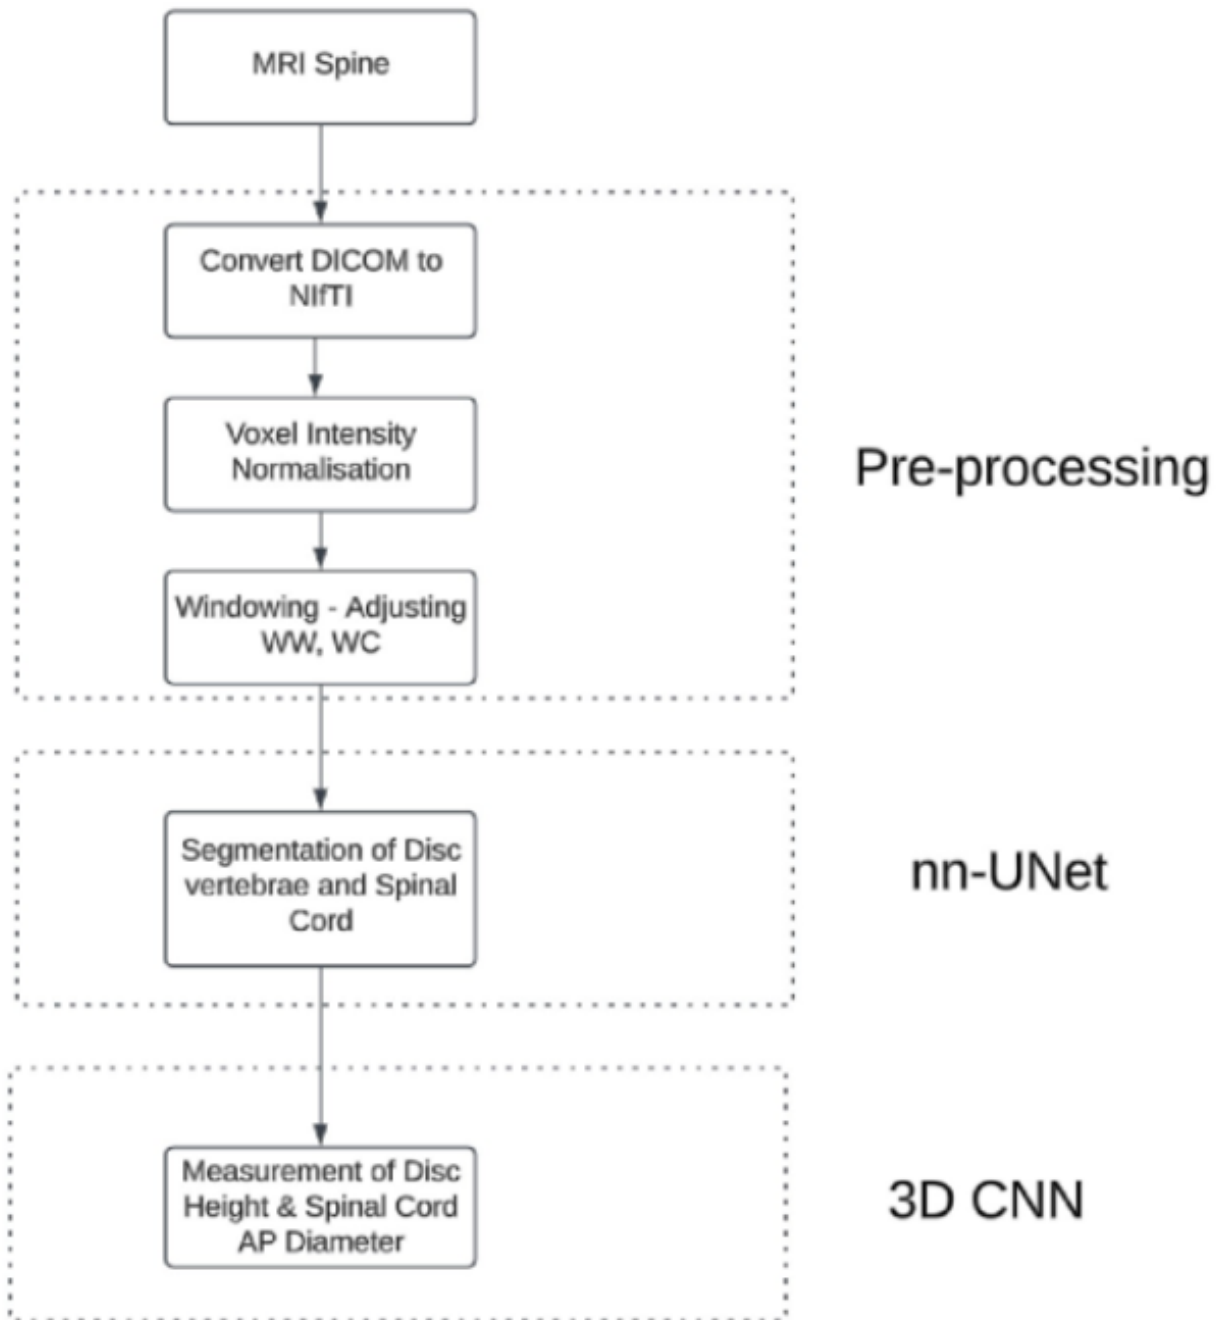 MRI Spine
Convert DICOM to
NIfTI
Voxel Intensity
Normalisation
Pre-processing
Windowing - Adjusting
WW, WC
Segmentation of Disc
vertebrae and Spinal
Cord
nn-UNet
Measurement of Disc
Height & Spinal Cord
AP Diameter
3D CNN